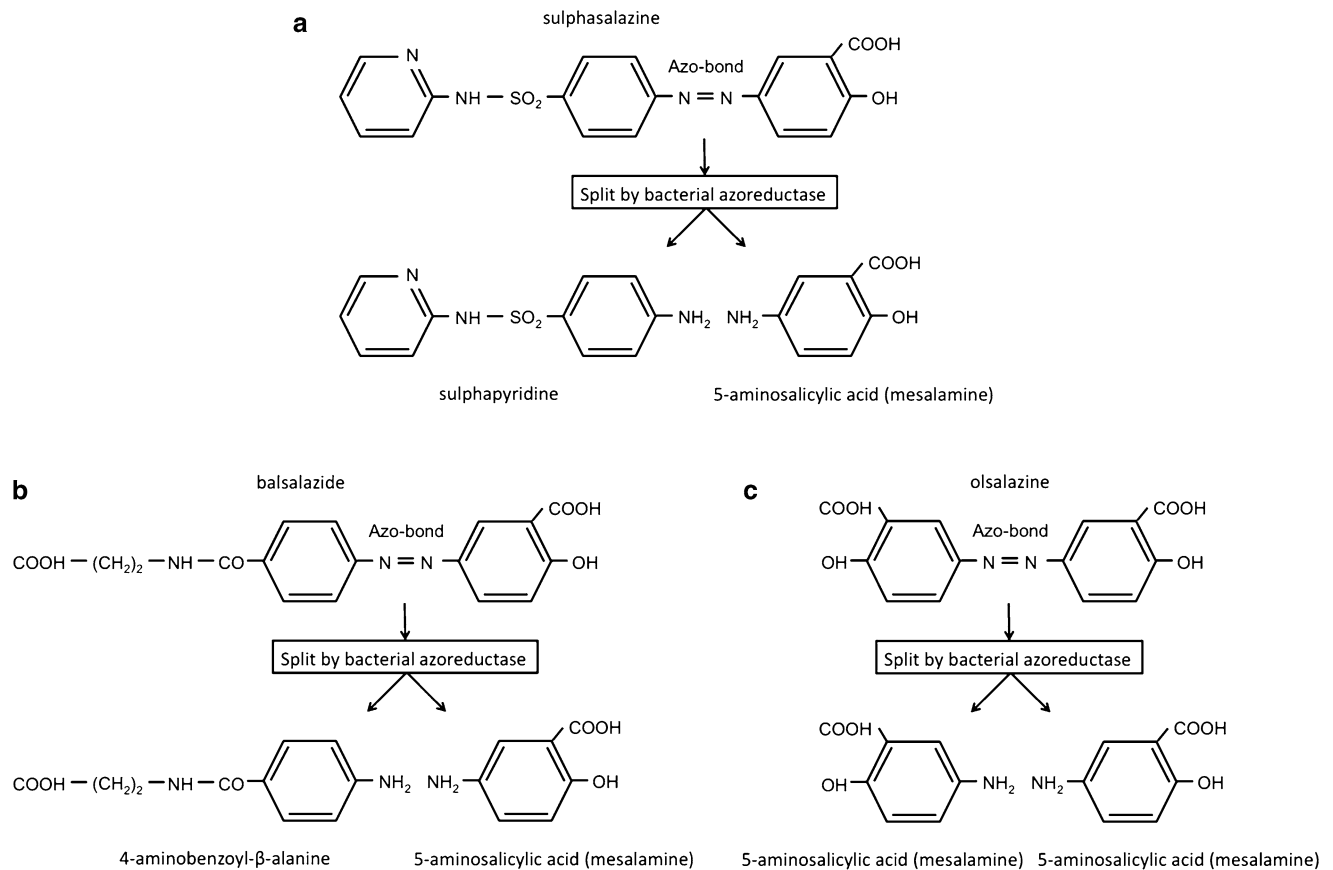 a
sulphasalazine
N
NH
SO2
Azo-bond
N = N
COOH
OH
Split by bacterial azoreductase
N
NH
SO2
NH2
NH2
COOH
OH
sulphapyridine
5-aminosalicylic acid (mesalamine)
b
balsalazide
COOH — (CH2)2 — NH — CO
Azo-bond
N = N
COOH
OH
Split by bacterial azoreductase
COOH — (CH2)2 — NH — CO
NH2
NH2
COOH
OH
4-aminobenzoyl-β-alanine
5-aminosalicylic acid (mesalamine)
c
olsalazine
COOH
OH
Azo-bond
N = N
COOH
OH
Split by bacterial azoreductase
COOH
OH
NH2
NH2
COOH
OH
5-aminosalicylic acid (mesalamine)
5-aminosalicylic acid (mesalamine)